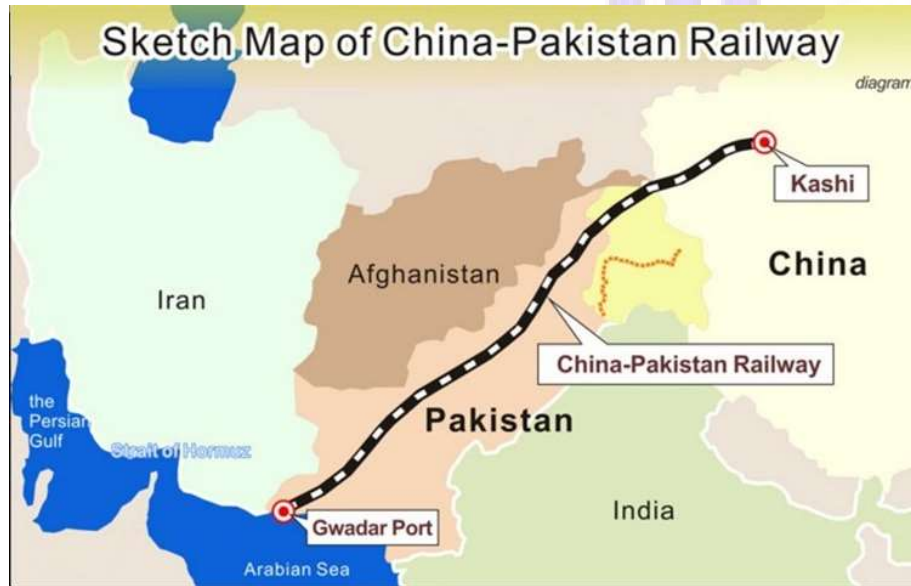 Sketch Map of China-Pakistan Railway
diagram
Kashi
China
Afghanistan
Iran
China-Pakistan Railway
the
Persian
Gulf
Strait of Hormuz
Pakistan
Gwadar Port
India
Arabian Sea